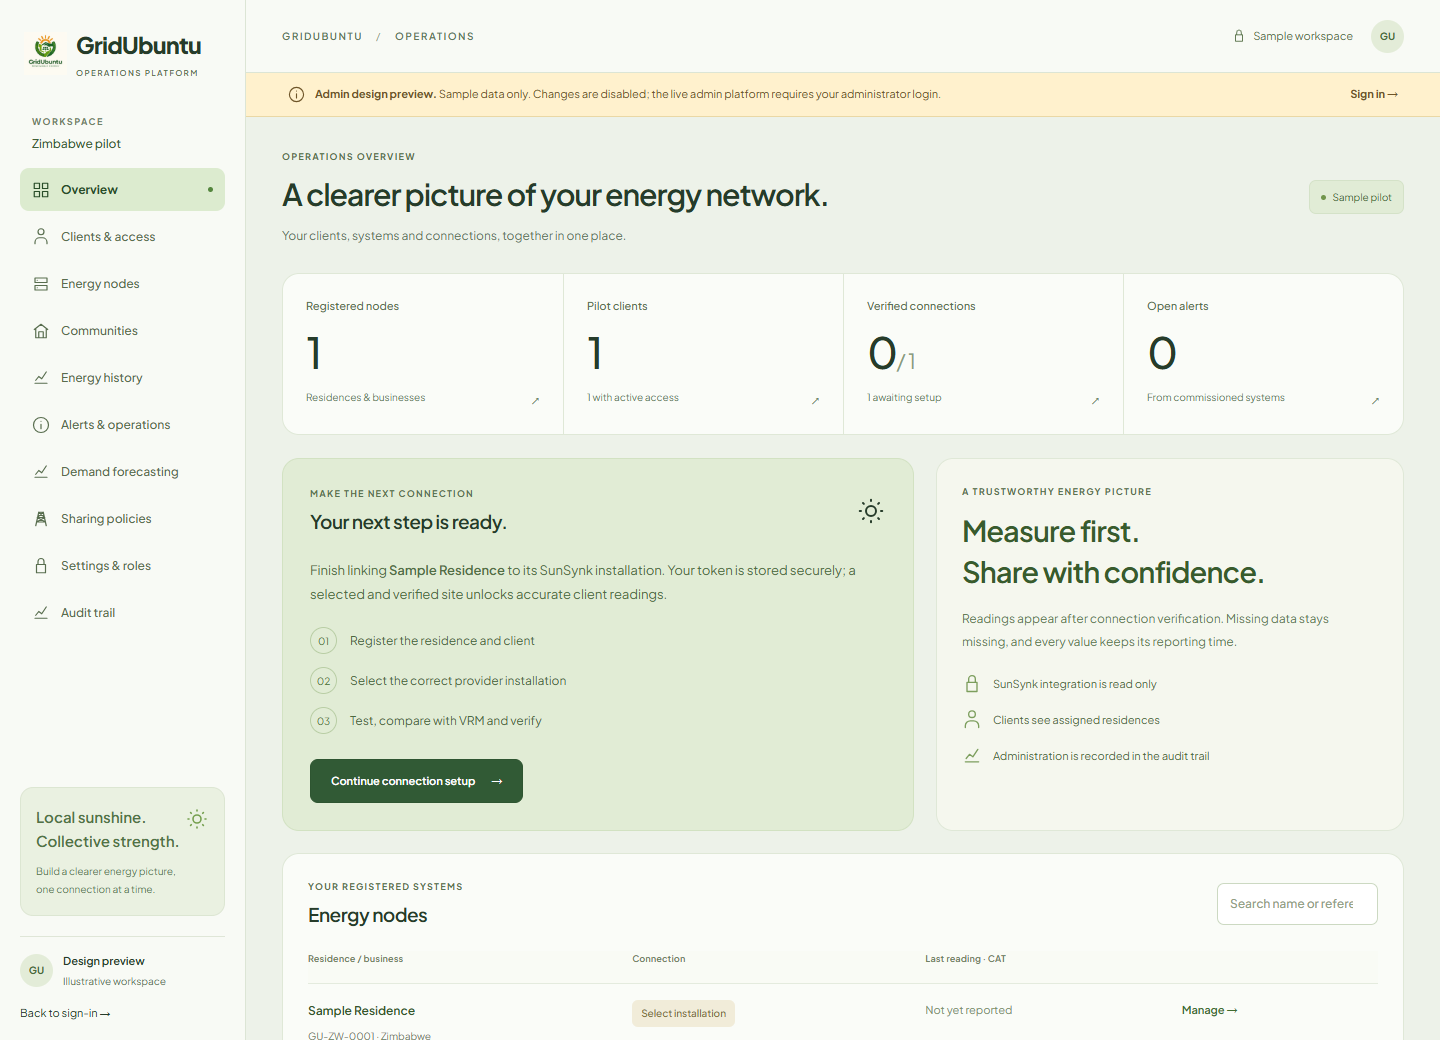 GridUbuntu
GridUbuntu
OPERATIONS PLATFORM
WORKSPACE
Zimbabwe pilot
Overview
Clients & access
Energy nodes
Communities
Energy history
Alerts & operations
Demand forecasting
Sharing policies
Settings & roles
Audit trail
Local sunshine.
Collective strength.
Build a clearer energy picture,
one connection at a time.
GU
Design preview
Illustrative workspace
Back to sign-in →
GRIDUBUNTU / OPERATIONS
Sample workspace
GU
Admin design preview. Sample data only. Changes are disabled; the live admin platform requires your administrator login.
Sign in →
OPERATIONS OVERVIEW
A clearer picture of your energy network.
Your clients, systems and connections, together in one place.
Sample pilot
Registered nodes
1
Residences & businesses
Pilot clients
1
1 with active access
Verified connections
0/1
1 awaiting setup
Open alerts
0
From commissioned systems
MAKE THE NEXT CONNECTION
Your next step is ready.
Finish linking Sample Residence to its SunSynk installation. Your token is stored securely; a
selected and verified site unlocks accurate client readings.
01 Register the residence and client
02 Select the correct provider installation
03 Test, compare with VRM and verify
Continue connection setup →
A TRUSTWORTHY ENERGY PICTURE
Measure first.
Share with confidence.
Readings appear after connection verification. Missing data stays
missing, and every value keeps its reporting time.
SunSynk integration is read only
Clients see assigned residences
Administration is recorded in the audit trail
YOUR REGISTERED SYSTEMS
Energy nodes
Search name or refere
Residence / business Connection Last reading · CAT
Sample Residence Select installation Not yet reported Manage →
GU-ZW-0001 · Zimbabwe